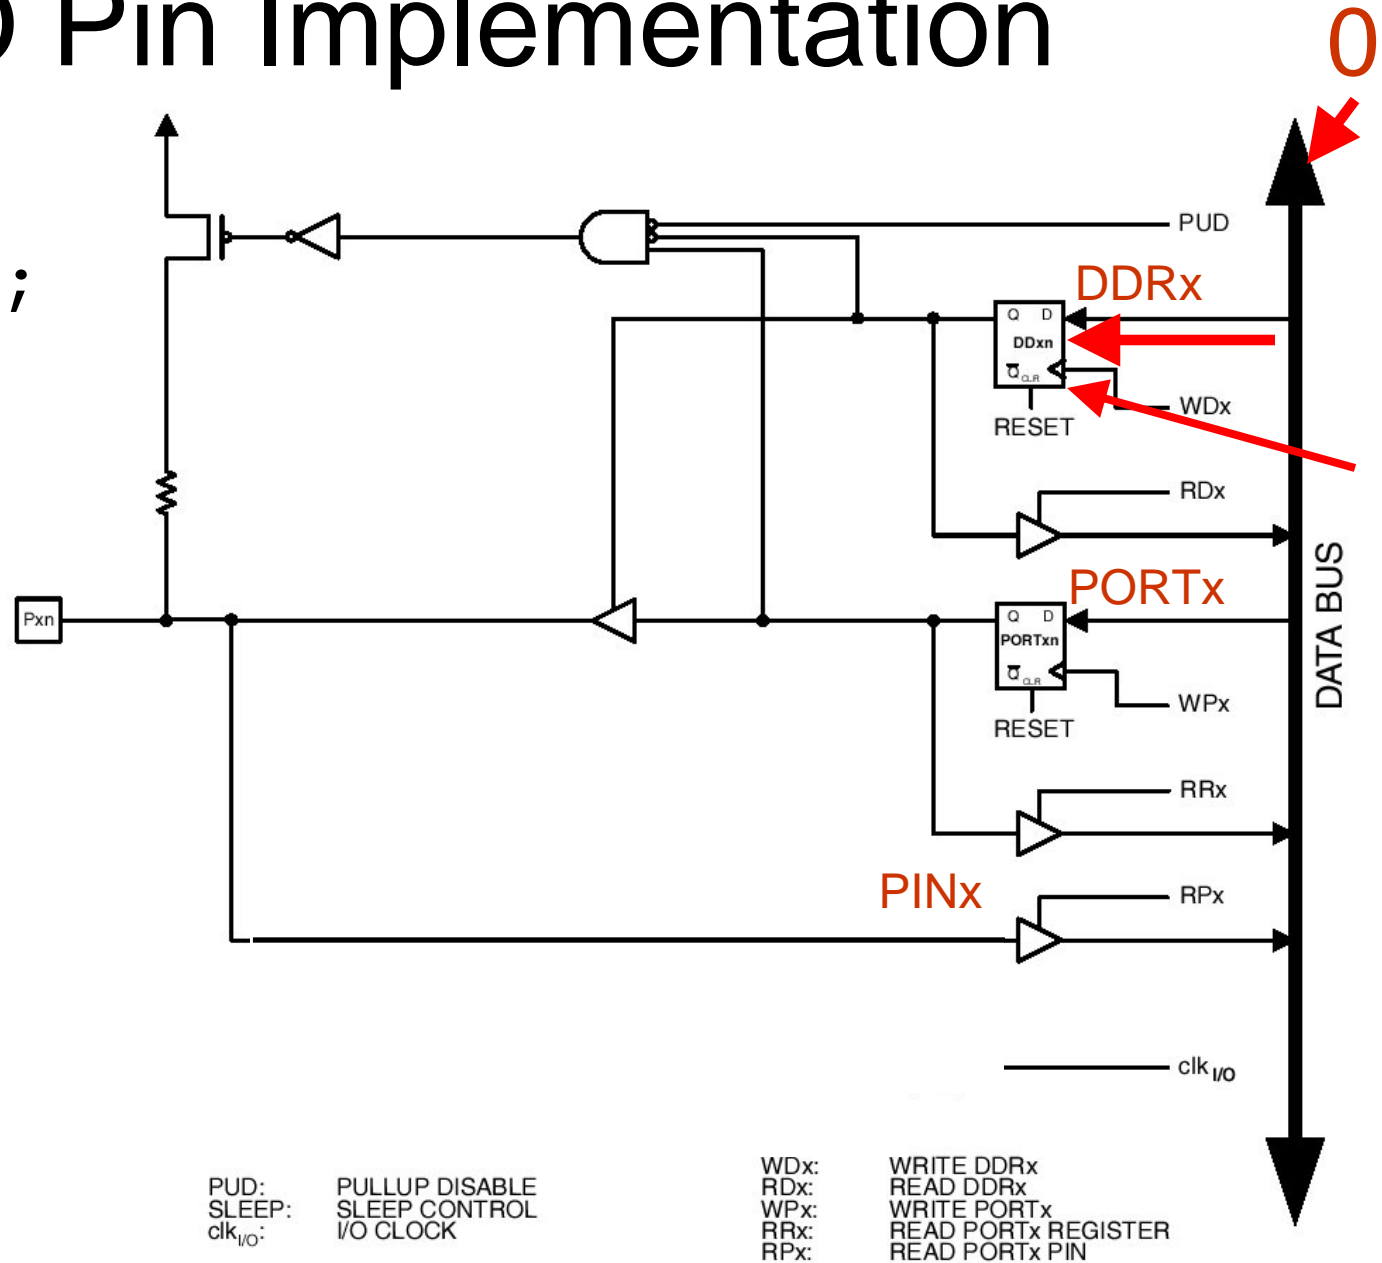 Pin Implementation
0
;
PUD
DDRx
Q D
DDxn
Q CLR
WDx
RESET
RDx
PORTx
Pxn
Q D
PORTxn
Q CLR
WPx
RESET
DATA BUS
RRx
PINx
RPx
clk I/O
PUD: PULLUP DISABLE
SLEEP: SLEEP CONTROL
clkI/O: I/O CLOCK
WDx: WRITE DDRx
RDx: READ DDRx
WPx: WRITE PORTx
RRx: READ PORTx REGISTER
RPx: READ PORTx PIN